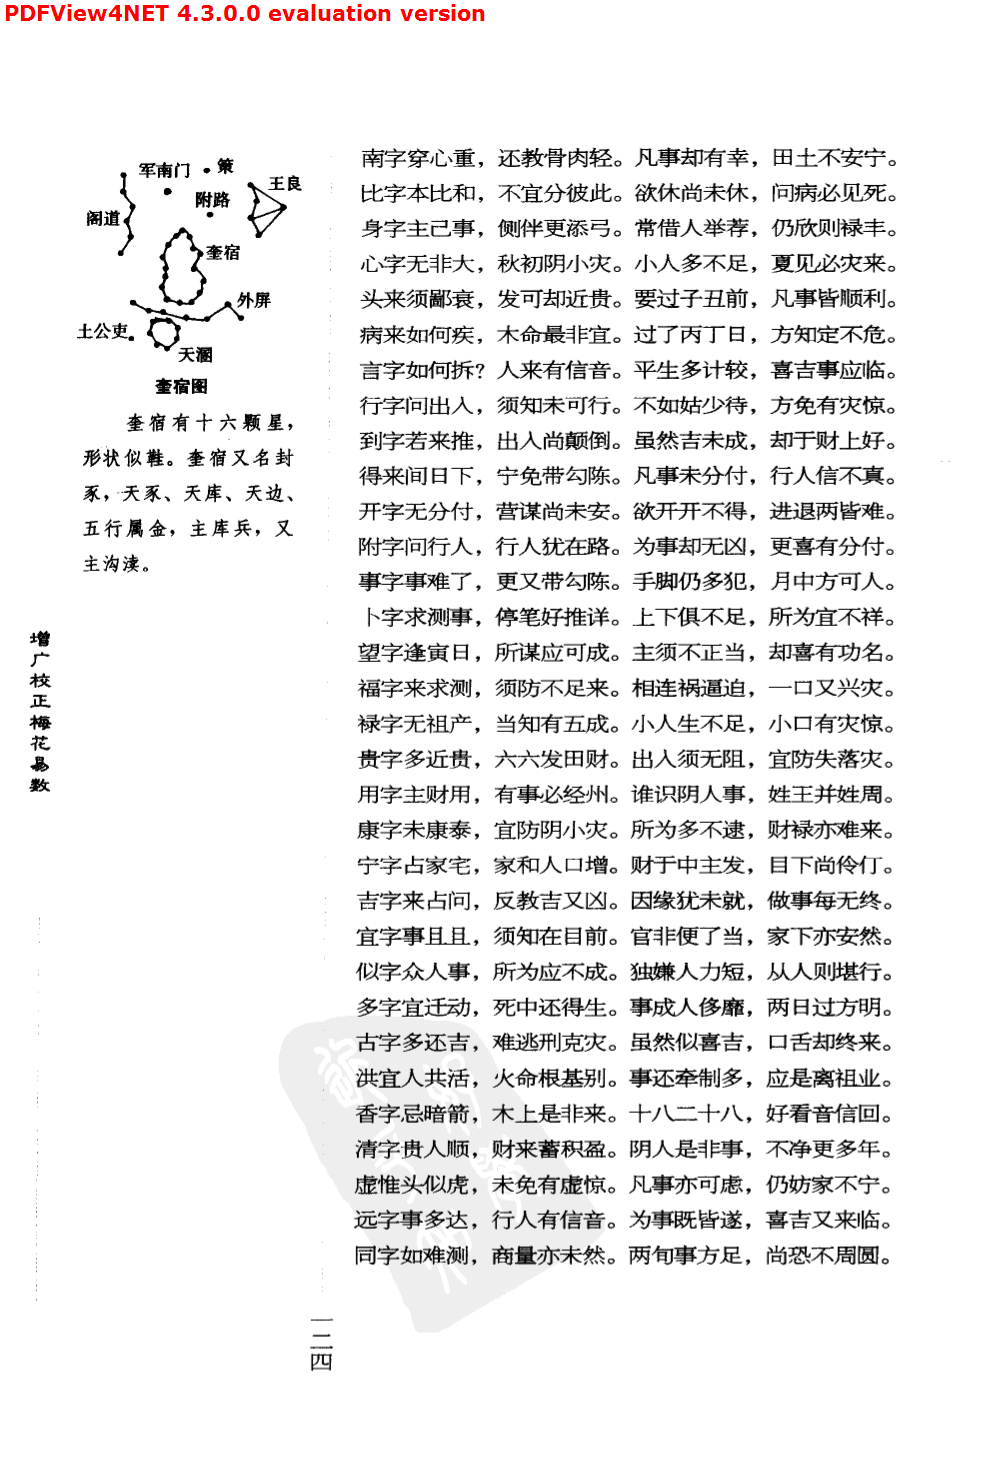 PDFView4NET 4.3.0.0 evaluation version
军南门
策
王良
附路
阁道
奎宿
外屏
土公吏
天溷
奎宿图
奎宿有十六颗星，
形状似鞋。奎宿又名封
豕，天豕、天库、天边、
五行属金，主库兵，又
主沟渎。
增广校正梅花易数
南字穿心重，还教骨肉轻。凡事却有幸，田土不安宁。
比字本比和，不宜分彼此。欲休尚未休，问病必见死。
身字主己事，侧伴更添弓。常借人举荐，仍欣则禄丰。
心字无非大，秋初阴小灾。小人多不足，夏见必灾来。
头来须鄙衰，发可却近贵。要过子丑前，凡事皆顺利。
病来如何疾，木命最非宜。过了丙丁日，方知定不危。
言字如何拆？人来有信音。平生多计较，喜吉事应临。
行字问出入，须知未可行。不如姑少待，方免有灾惊。
到字若来推，出入尚颠倒。虽然吉未成，却于财上好。
得来间日下，宁免带勾陈。凡事未分付，行人信不真。
开字无分付，营谋尚未安。欲开开不得，进退两皆难。
附字问行人，行人犹在路。为事却无凶，更喜有分付。
事字事难了，更又带勾陈。手脚仍多犯，月中方可人。
卜字求测事，停笔好推详。上下俱不足，所为宜不祥。
望字逢寅日，所谋应可成。主须不正当，却喜有功名。
福字来求测，须防不足来。相连祸逼迫，一口又兴灾。
禄字无祖产，当知有五成。小人生不足，小口有灾惊。
贵字多近贵，六六发田财。出入须无阻，宜防失落灾。
用字主财用，有事必经州。谁识阴人事，姓王并姓周。
康字未康泰，宜防阴小灾。所为多不逮，财禄亦难来。
宁字占家宅，家和人口增。财于中主发，目下尚伶仃。
吉字来占问，反教吉又凶。因缘犹未就，做事每无终。
宜字事且且，须知在目前。官非便了当，家下亦安然。
似字众人事，所为应不成。独嫌人力短，从人则堪行。
多字宜迁动，死中还得生。事成人侈靡，两日过方明。
古字多还吉，难逃刑克灾。虽然似喜吉，口舌却终来。
洪宜人共活，火命根基别。事还牵制多，应是离祖业。
香字忌暗箭，木上是非来。十八二十八，好看音信回。
清字贵人顺，财来蓄积盈。阴人是非事，不净更多年。
虚惟头似虎，未免有虚惊。凡事亦可虑，仍妨家不宁。
远字事多达，行人有信音。为事既皆遂，喜吉又来临。
同字如难测，商量亦未然。两旬事方足，尚恐不周圆。
一二四